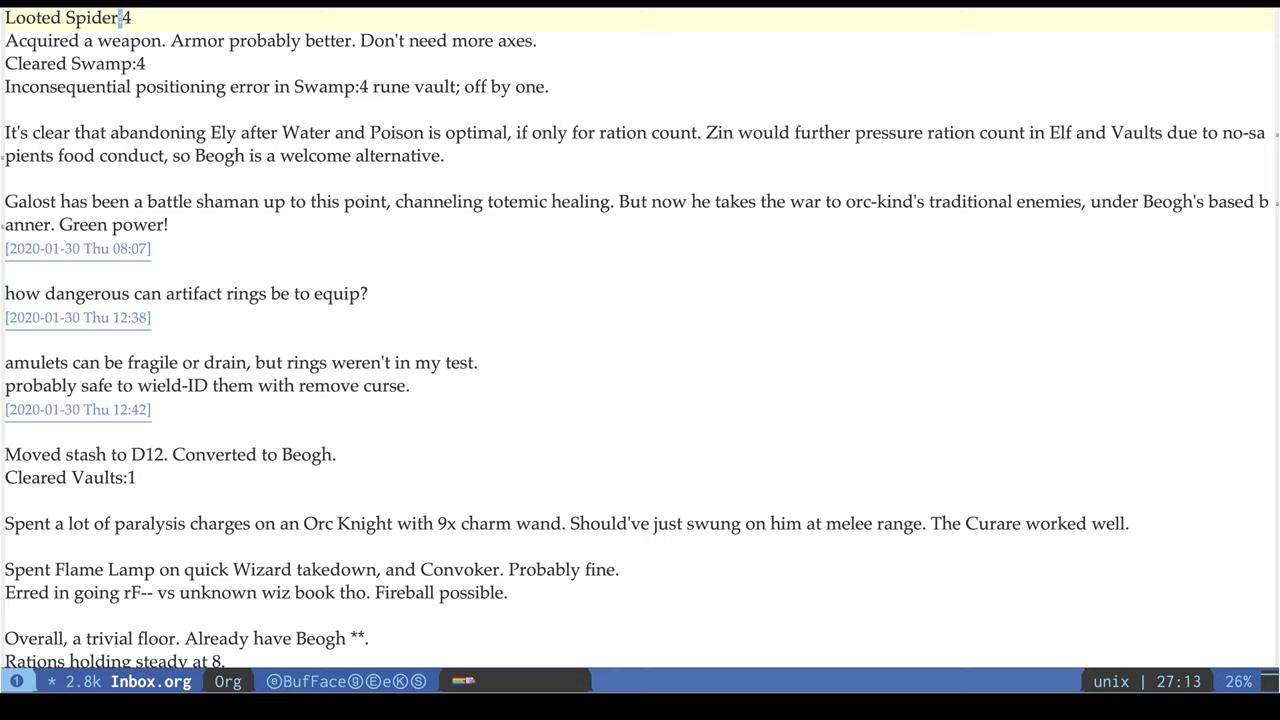 Looted Spider:4
Acquired a weapon. Armor probably better. Don't need more axes.
Cleared Swamp:4
Inconsequential positioning error in Swamp:4 rune vault; off by one.
It's clear that abandoning Ely after Water and Poison is optimal, if only for ration count. Zin would further pressure ration count in Elf and Vaults due to no-sa
pients food conduct, so Beogh is a welcome alternative.
Galost has been a battle shaman up to this point, channeling totemic healing. But now he takes the war to orc-kind's traditional enemies, under Beogh's based b
anner. Green power!
[2020-01-30 Thu 08:07]
how dangerous can artifact rings be to equip?
[2020-01-30 Thu 12:38]
amulets can be fragile or drain, but rings weren't in my test.
probably safe to wield-ID them with remove curse.
[2020-01-30 Thu 12:42]
Moved stash to D12. Converted to Beogh.
Cleared Vaults:1
Spent a lot of paralysis charges on an Orc Knight with 9x charm wand. Should've just swung on him at melee range. The Curare worked well.
Spent Flame Lamp on quick Wizard takedown, and Convoker. Probably fine.
Erred in going rF-- vs unknown wiz book tho. Fireball possible.
Overall, a trivial floor. Already have Beogh **.
Rations holding steady at 8.
❶ * 2.8k Inbox.org Org ⓔBufFaceⓖⒺeⓀⓈ unix | 27:13 26%